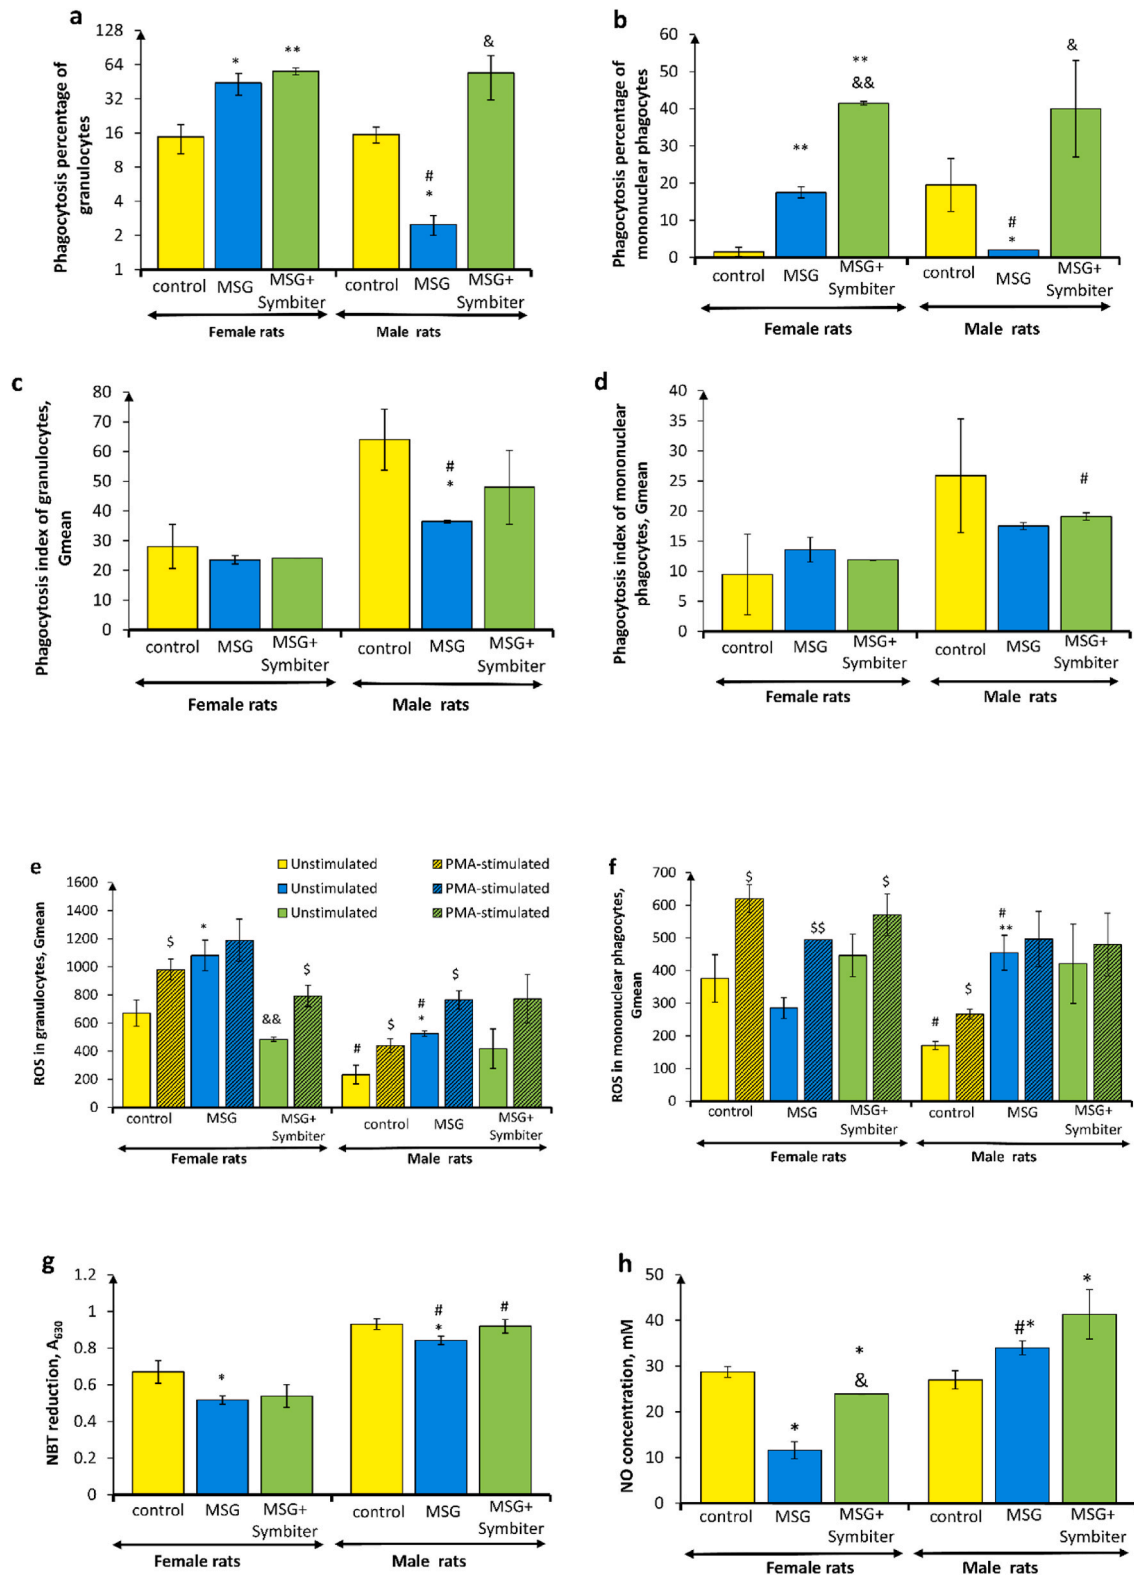 a
Phagocytosis percentage of
granulocytes
128
64
32
16
8
4
2
1
*
**
#
*
&
control
MSG
MSG+
Symbiter
control
MSG
MSG+
Symbiter
Female rats
Male rats
b
Phagocytosis percentage of
mononuclear phagocytes
60
50
40
30
20
10
0
**
**
&&
#
*
&
control
MSG
MSG+
Symbiter
control
MSG
MSG+
Symbiter
Female rats
Male rats
c
Phagocytosis index of granulocytes,
Gmean
80
70
60
50
40
30
20
10
0
#
*
control
MSG
MSG+
Symbiter
control
MSG
MSG+
Symbiter
Female rats
Male rats
d
Phagocytosis index of mononuclear
phagocytes, Gmean
40
35
30
25
20
15
10
5
0
#
control
MSG
MSG+
Symbiter
control
MSG
MSG+
Symbiter
Female rats
Male rats
e
Unstimulated
PMA-stimulated
Unstimulated
PMA-stimulated
Unstimulated
PMA-stimulated
ROS in granulocytes, Gmean
1600
1400
1200
1000
800
600
400
200
0
$
*
&&
$
#
$
#
*
$
control
MSG
MSG+
Symbiter
control
MSG
MSG+
Symbiter
Female rats
Male rats
f
ROS in mononuclear phagocytes,
Gmean
700
600
500
400
300
200
100
0
$
$$
$
#
$
#
**
control
MSG
MSG+
Symbiter
control
MSG
MSG+
Symbiter
Female rats
Male rats
g
NBT reduction, A630
1.2
1
0.8
0.6
0.4
0.2
0
*
#
*
#
control
MSG
MSG+
Symbiter
control
MSG
MSG+
Symbiter
Female rats
Male rats
h
NO concentration, mM
50
40
30
20
10
0
*
*
&
#*
*
control
MSG
MSG+
Symbiter
control
MSG
MSG+
Symbiter
Female rats
Male rats